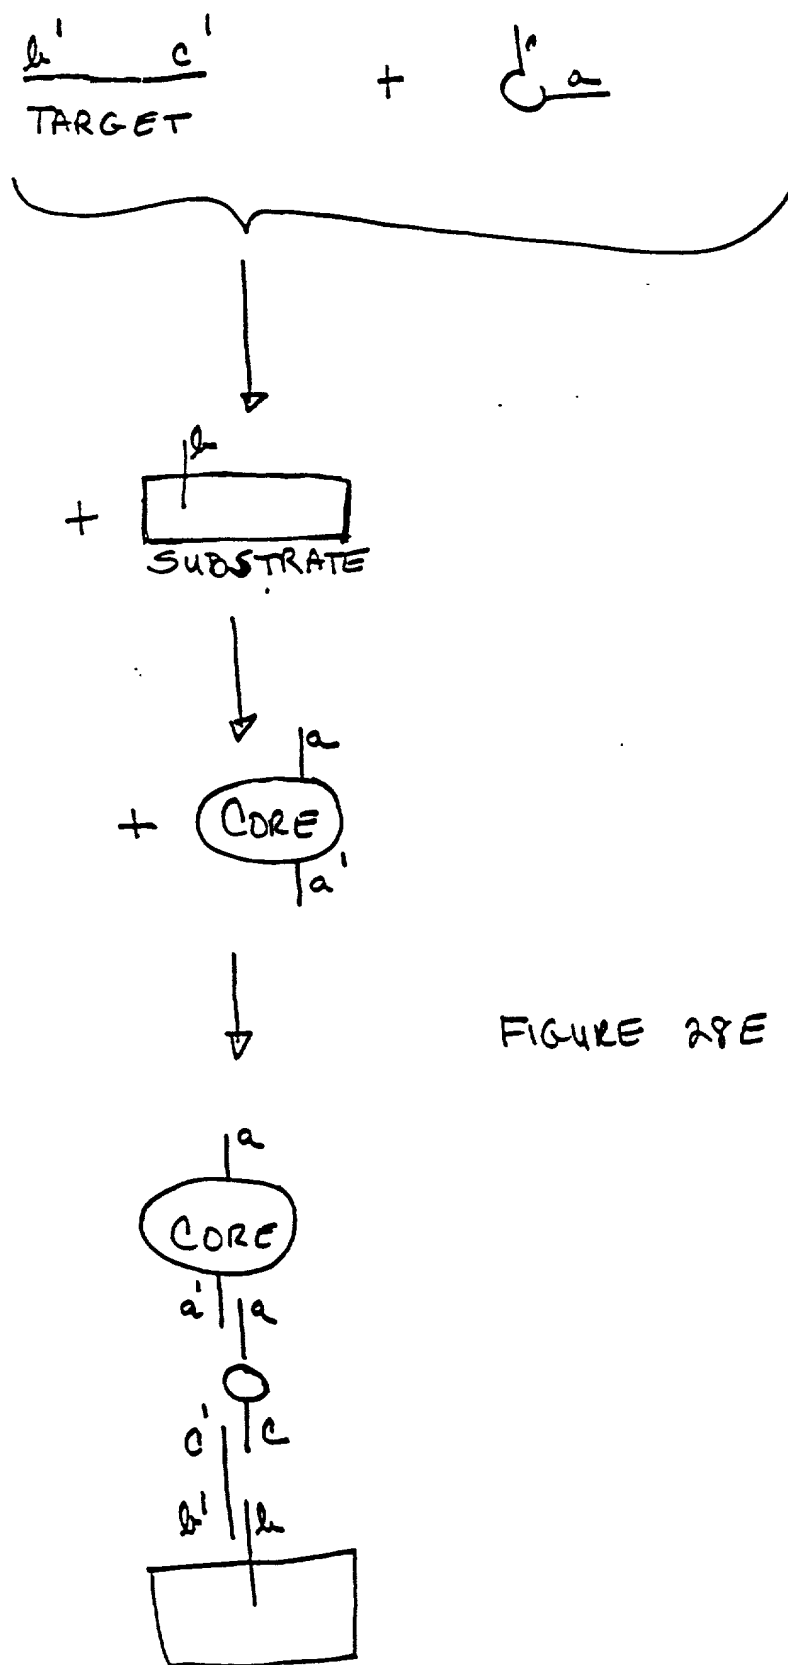 b' c'
TARGET
+
c
a
b
+
SUBSTRATE
a
+ CORE
a'
FIGURE 28E
a
CORE
a' a
c' c
b' b